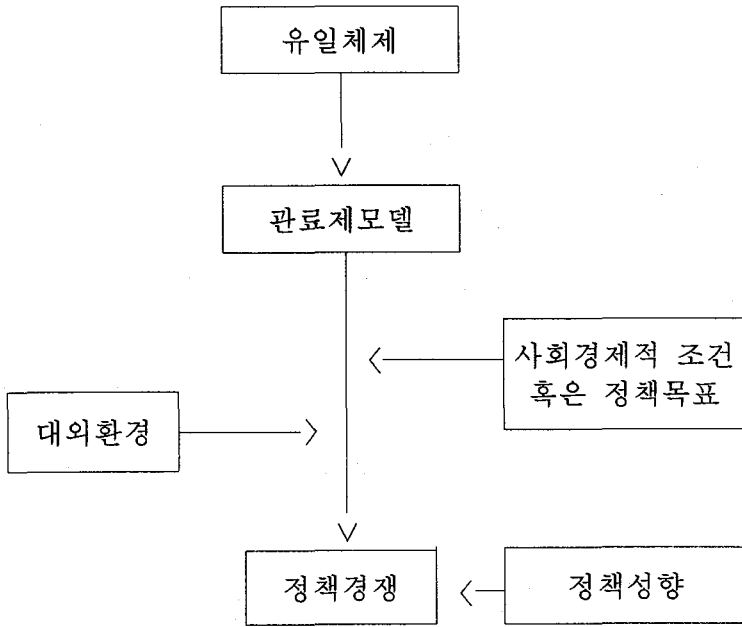 유일체제
관료제모델
사회경제적 조건
혹은 정책목표
대외환경
정책경쟁
정책성향